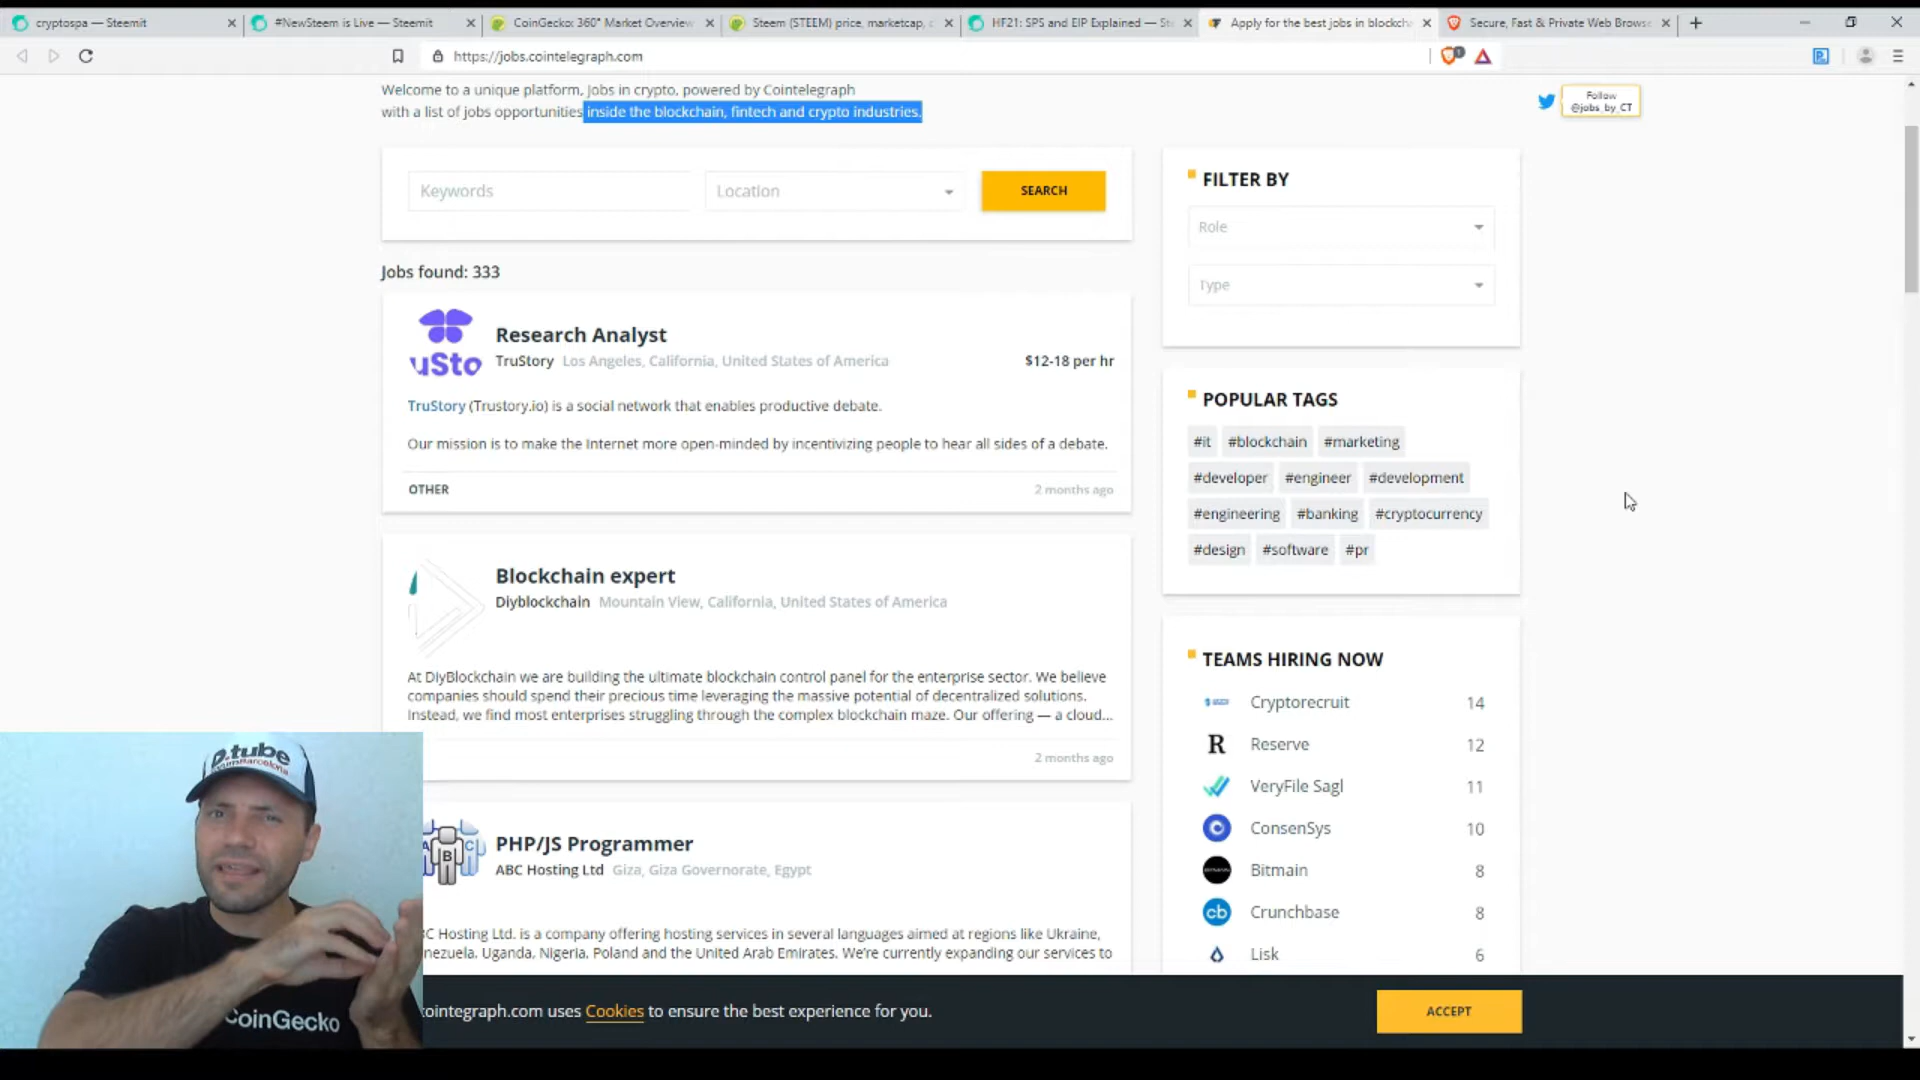 cryptospa — Steemit
#NewSteem is Live — Steemit
CoinGecko: 360° Market Overview
Steem (STEEM) price, marketcap, c
HF21: SPS and EIP Explained — Ste
Apply for the best jobs in blockcha
Secure, Fast & Private Web Browse
https://jobs.cointelegraph.com
1
Welcome to a unique platform, Jobs in crypto, powered by Cointelegraph
with a list of jobs opportunities inside the blockchain, fintech and crypto industries.
Follow
@jobs_by_CT
Keywords
Location
SEARCH
FILTER BY
Role
Type
Jobs found: 333
uSto
Research Analyst
TruStory Los Angeles, California, United States of America
$12-18 per hr
TruStory (Trustory.io) is a social network that enables productive debate.
Our mission is to make the Internet more open-minded by incentivizing people to hear all sides of a debate.
OTHER
2 months ago
POPULAR TAGS
#it #blockchain #marketing
#developer #engineer #development
#engineering #banking #cryptocurrency
#design #software #pr
Blockchain expert
Diyblockchain Mountain View, California, United States of America
At DiyBlockchain we are building the ultimate blockchain control panel for the enterprise sector. We believe
companies should spend their precious time leveraging the massive potential of decentralized solutions.
Instead, we find most enterprises struggling through the complex blockchain maze. Our offering — a cloud...
2 months ago
TEAMS HIRING NOW
Cryptorecruit 14
R Reserve 12
VeryFile Sagl 11
ConsenSys 10
Bitmain 8
cb Crunchbase 8
Lisk 6
A B C
PHP/JS Programmer
ABC Hosting Ltd Giza, Giza Governorate, Egypt
C Hosting Ltd. is a company offering hosting services in several languages aimed at regions like Ukraine,
nezuela, Uganda, Nigeria, Poland and the United Arab Emirates. We're currently expanding our services to
D.tube
Barcelona
CoinGecko
cointegraph.com uses Cookies to ensure the best experience for you.
ACCEPT